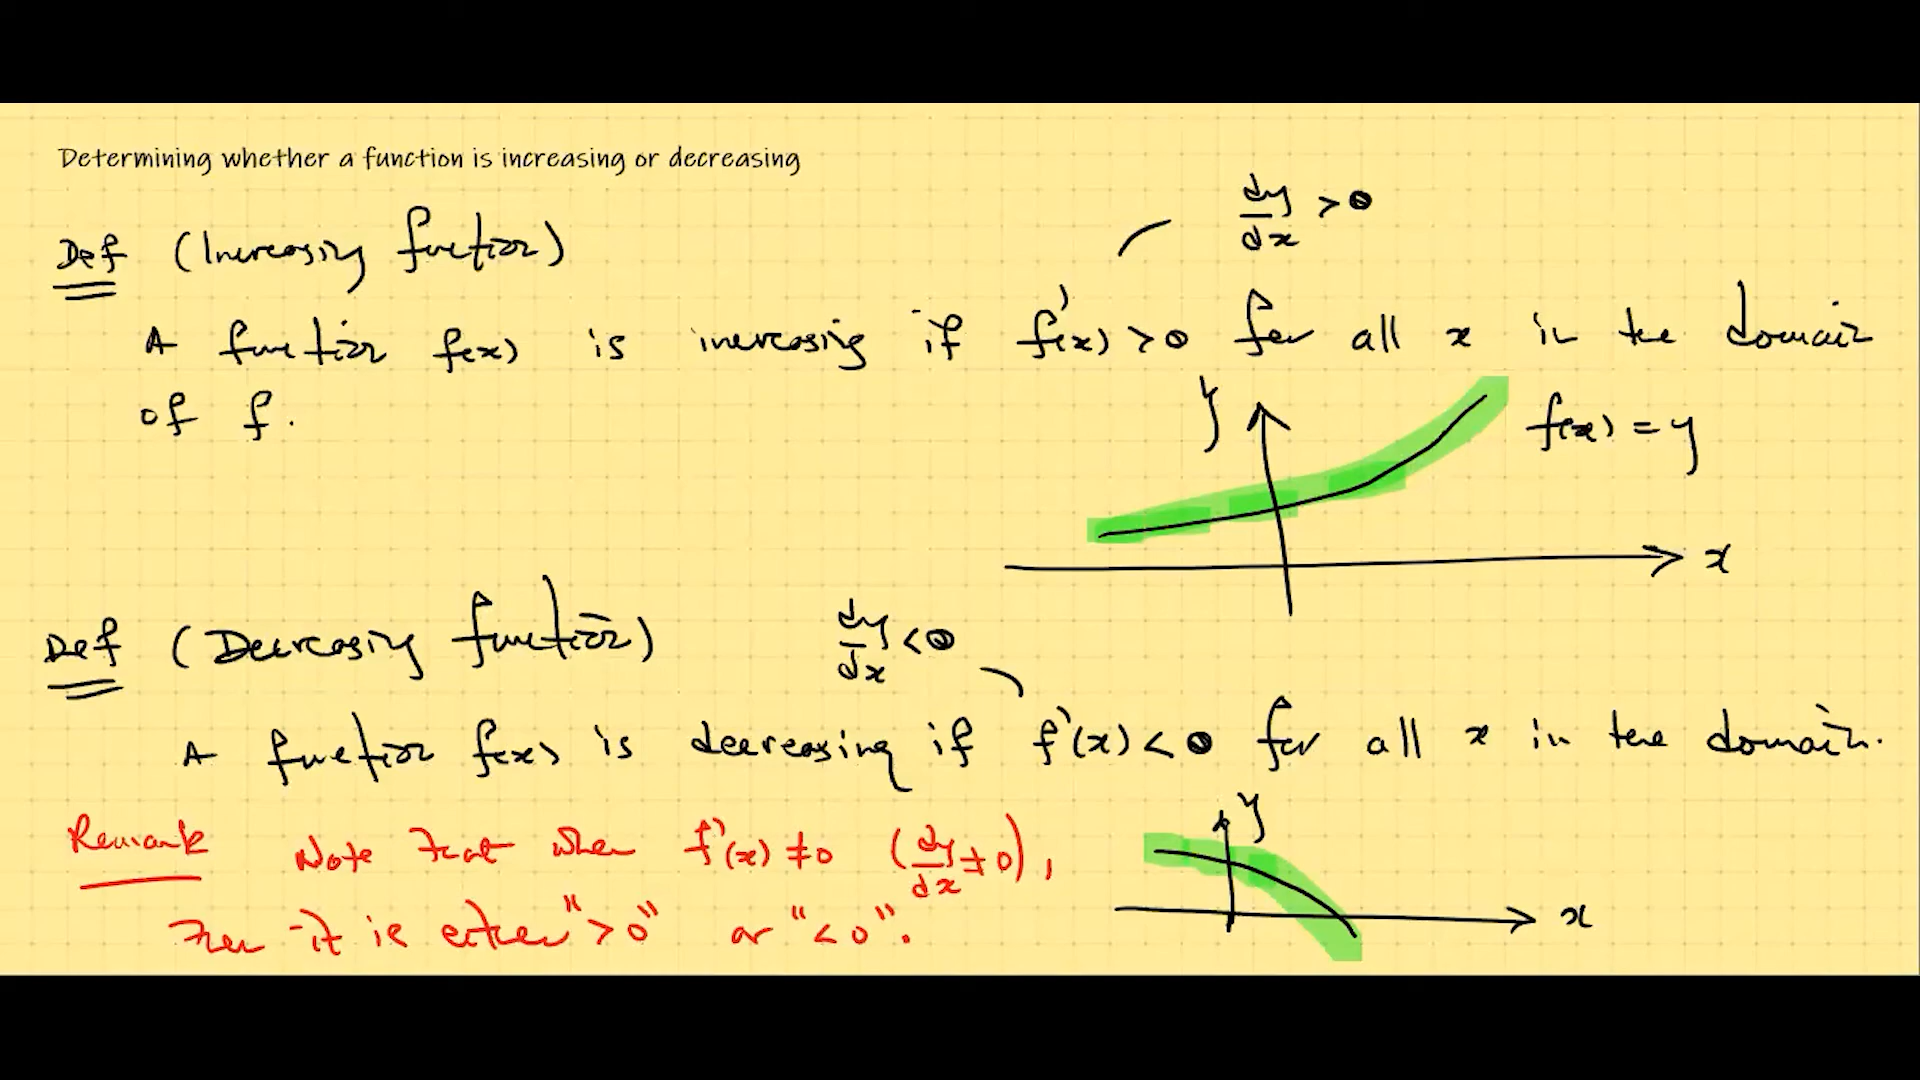 Determining whether a function is increasing or decreasing
dy/dx > 0
Def (Increasing function)
A function f(x) is increasing if f'(x) > 0 for all x in the domain
of f.
y
f(x) = y
x
Def (Decreasing function)
dy/dx < 0
A function f(x) is decreasing if f'(x) < 0 for all x in the domain.
y
Remark Note that when f'(x) ≠ 0 (dy/dx ≠ 0),
then it is either ">0" or "<0".
x